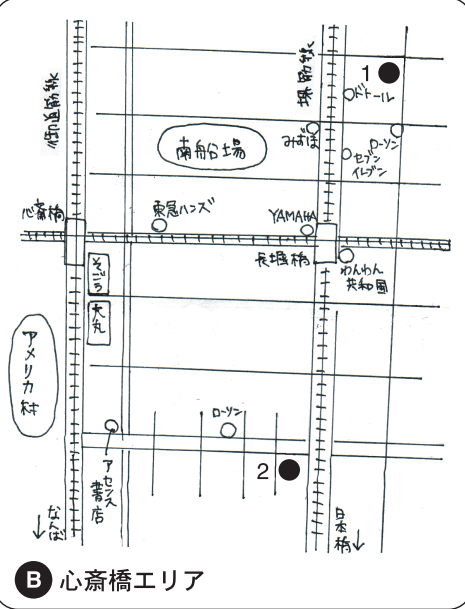 御堂筋線
堺筋線
1
ドトール
みずほ
ローソン
セブン
イレブン
南船場
心斎橋
東急ハンズ
YAMAHA
長堀橋
わんわん
共和国
そごう
大丸
アメリカ村
ローソン
アセンス
書店
2
なんば
日本橋
B 心斎橋エリア